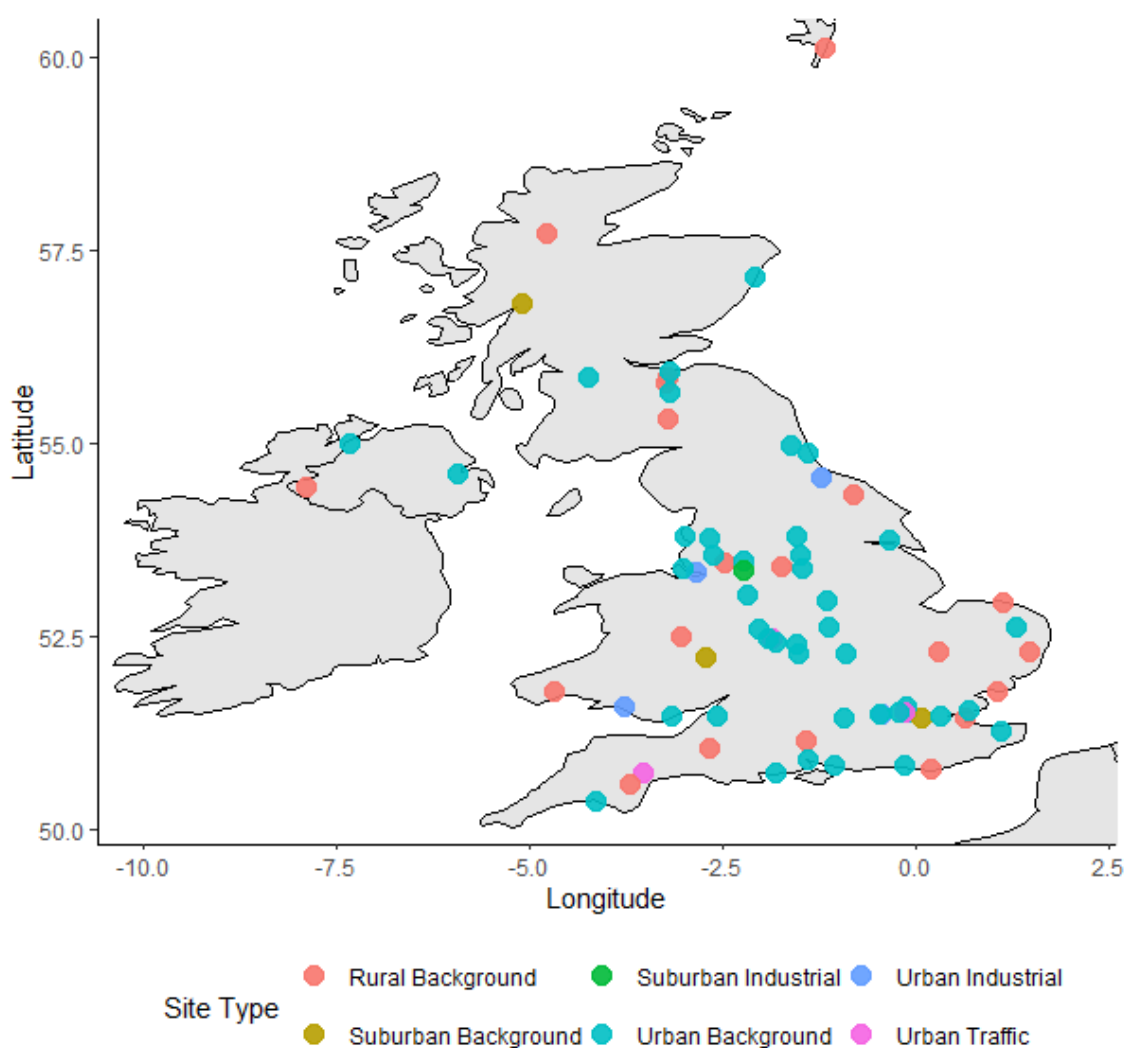 60.0
57.5
55.0
52.5
50.0
Latitude
-10.0 -7.5 -5.0 -2.5 0.0 2.5
Longitude
Site Type
Rural Background Suburban Industrial Urban Industrial
Suburban Background Urban Background Urban Traffic